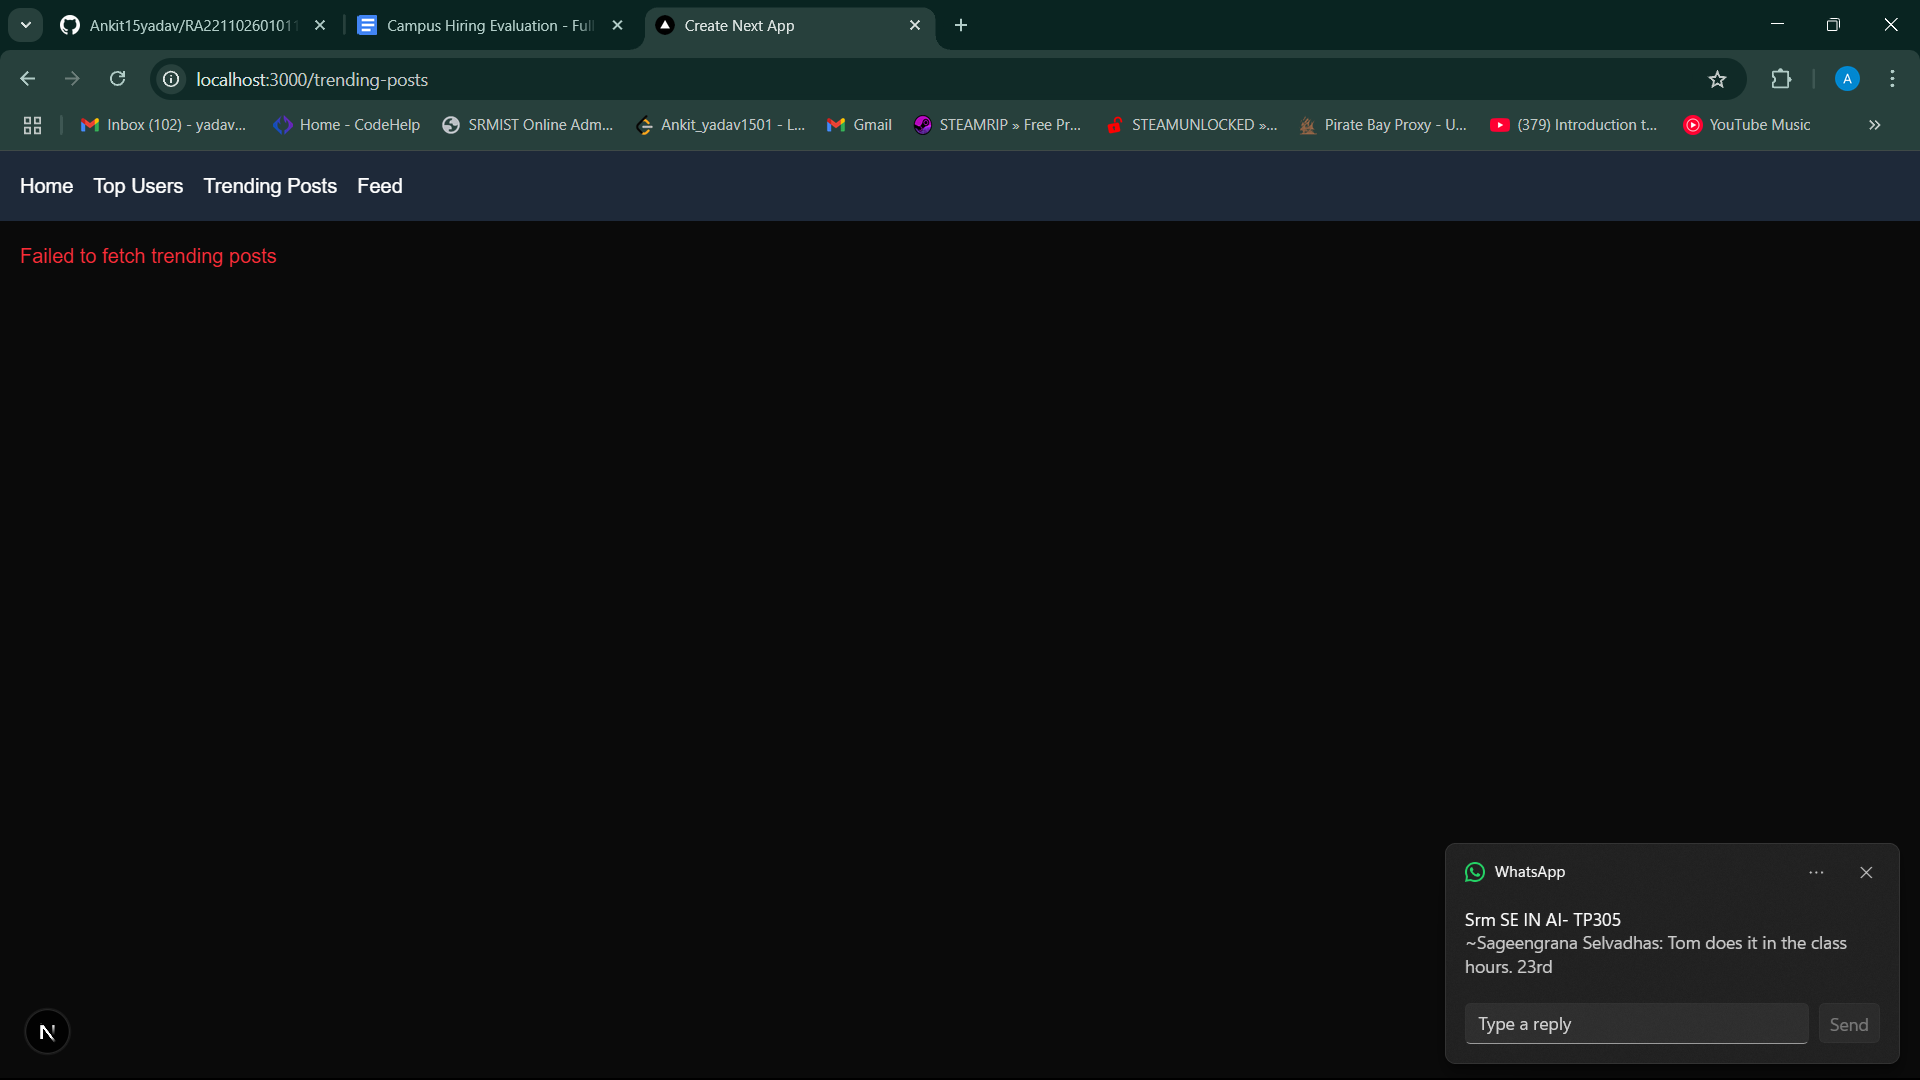 Ankit15yadav/RA221102601011
Campus Hiring Evaluation - Full
Create Next App
localhost:3000/trending-posts
A
Inbox (102) - yadav...
Home - CodeHelp
SRMIST Online Adm...
Ankit_yadav1501 - L...
Gmail
STEAMRIP » Free Pr...
STEAMUNLOCKED »...
Pirate Bay Proxy - U...
(379) Introduction t...
YouTube Music
Home Top Users Trending Posts Feed
Failed to fetch trending posts
WhatsApp
Srm SE IN AI- TP305
~Sageengrana Selvadhas: Tom does it in the class
hours. 23rd
Type a reply
Send
N